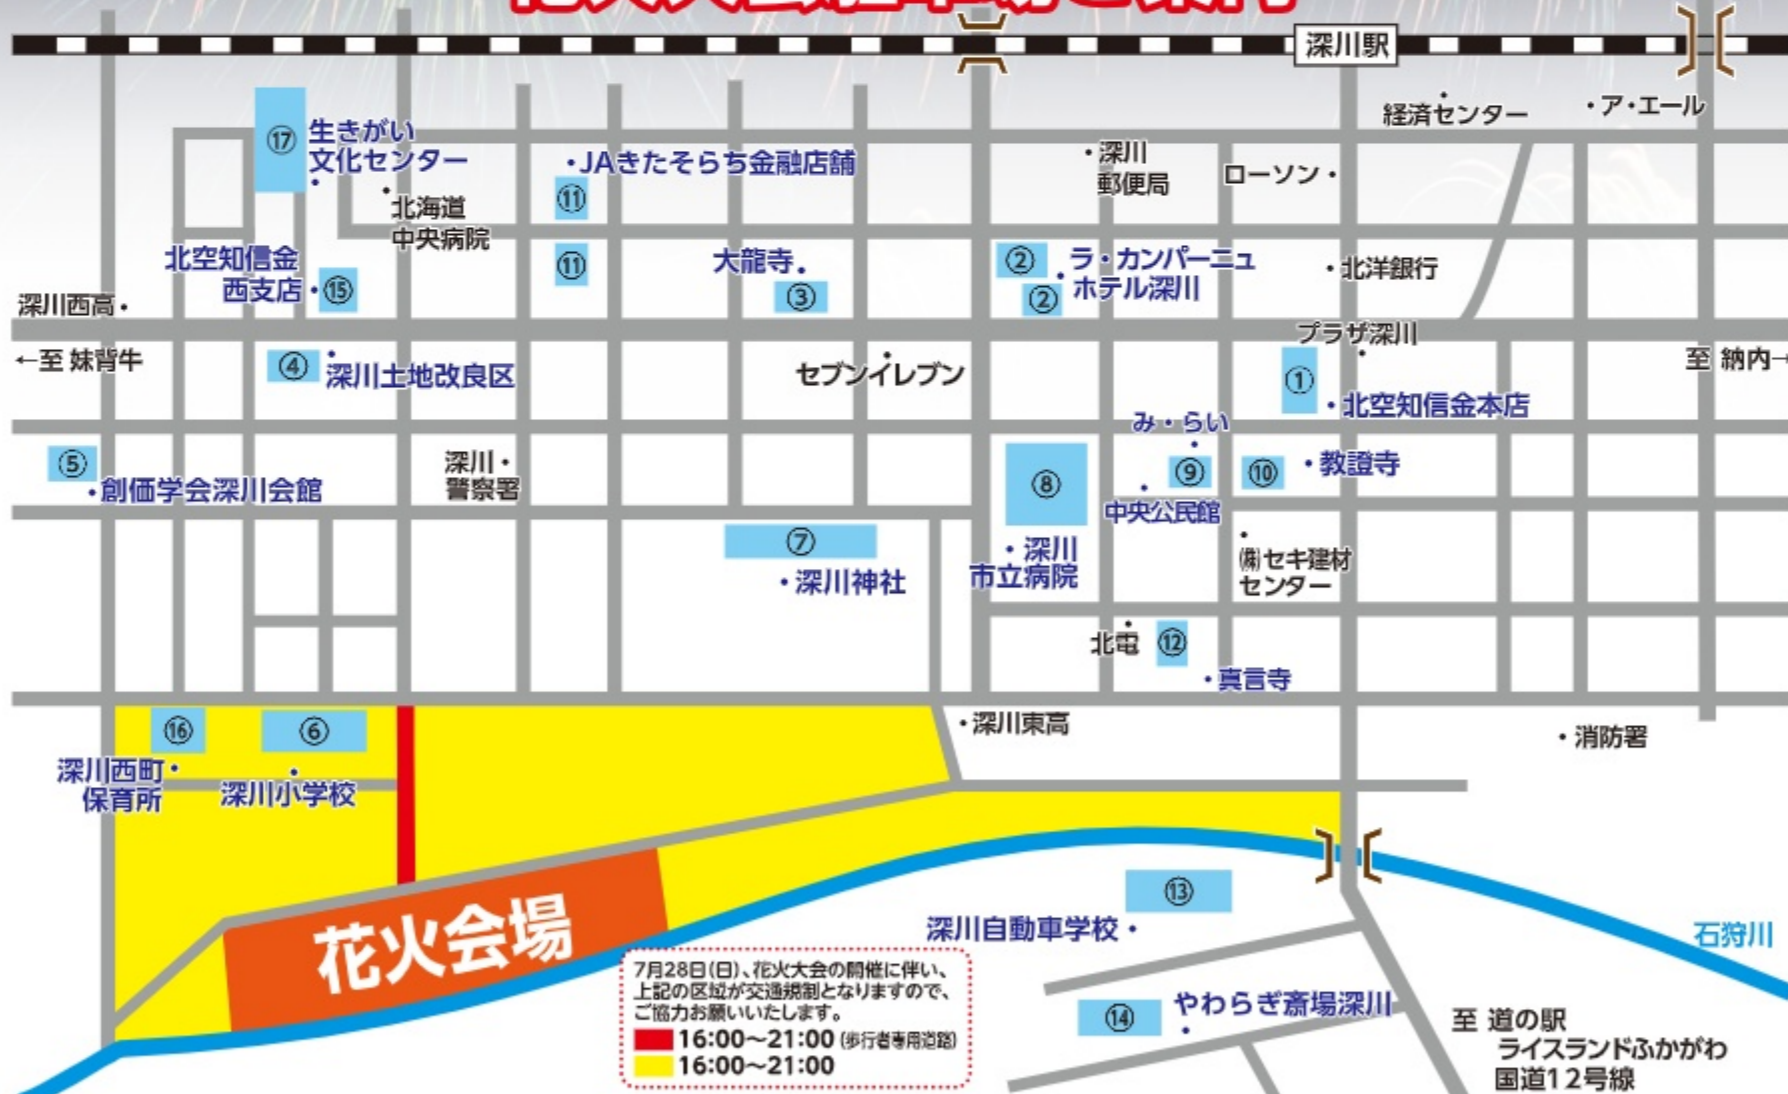 花火大会駐車場ご案内
深川駅
経済センター
・ア・エール
⑰
生きがい
文化センター
・JAきたそらち金融店舗
・深川
郵便局
ローソン・
⑪
北海道
中央病院
北空知信金
西支店・
⑮
⑪
大龍寺
③
②
ラ・カンパーニュ
ホテル深川
②
・北洋銀行
深川西高・
プラザ深川
←至 妹背牛
④
深川土地改良区
セブンイレブン
①
至 納内→
・北空知信金本店
み・らい
⑤
・創価学会深川会館
深川・
警察署
⑧
⑨
⑩
・教證寺
中央公民館
⑦
・深川神社
・深川
市立病院
㈱セキ建材
センター
北電
⑫
・真言寺
⑯
⑥
・深川東高
・消防署
深川西町・
保育所
深川小学校
花火会場
⑬
深川自動車学校・
石狩川
7月28日(日)、花火大会の開催に伴い、
上記の区域が交通規制となりますので、
ご協力お願いいたします。
16:00～21:00 (歩行者専用道路)
16:00～21:00
⑭
やわらぎ斎場深川
至 道の駅
ライスランドふかがわ
国道12号線